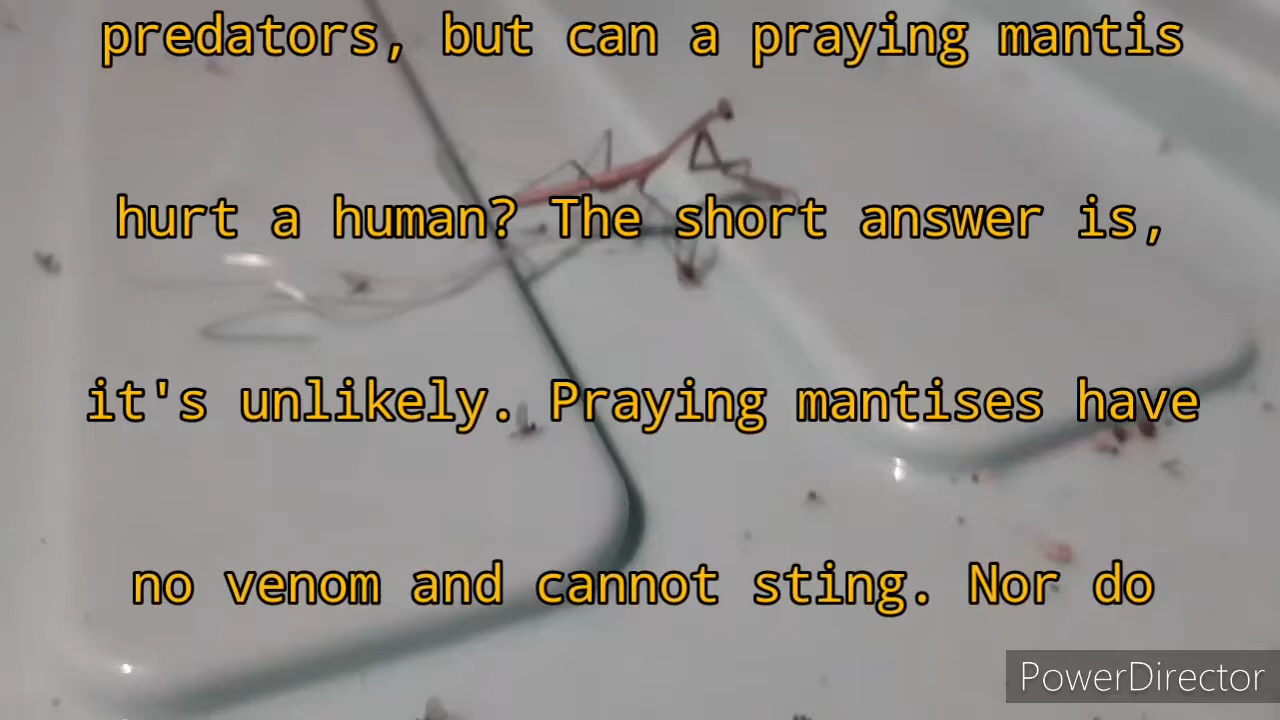 predators, but can a praying mantis
hurt a human? The short answer is,
it's unlikely. Praying mantises have
no venom and cannot sting. Nor do
PowerDirector